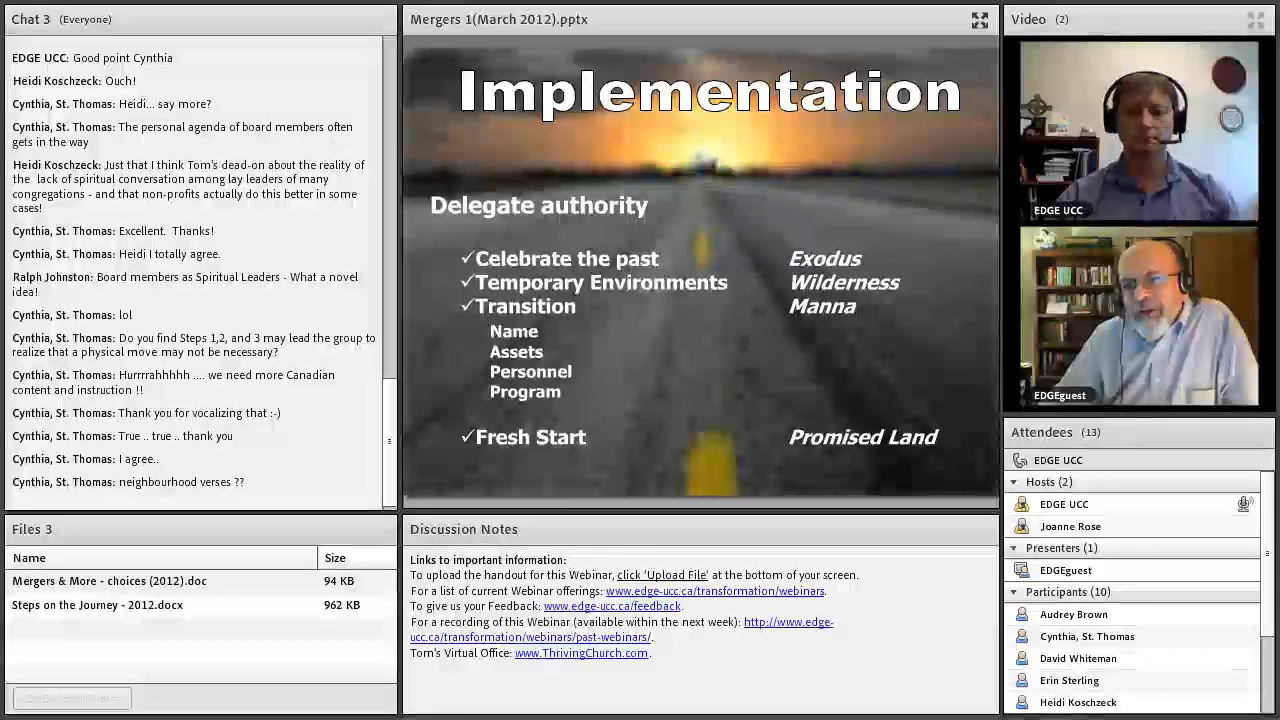 Chat 3 (Everyone)
EDGE UCC: Good point Cynthia
Heidi Koschzeck: Ouch!
Cynthia, St. Thomas: Heidi... say more?
Cynthia, St. Thomas: The personal agenda of board members often
gets in the way
Heidi Koschzeck: Just that I think Tom's dead-on about the reality of
the lack of spiritual conversation among lay leaders of many
congregations - and that non-profits actually do this better in some
cases!
Cynthia, St. Thomas: Excellent. Thanks!
Cynthia, St. Thomas: Heidi I totally agree.
Ralph Johnston: Board members as Spiritual Leaders - What a novel
idea!
Cynthia, St. Thomas: lol
Cynthia, St. Thomas: Do you find Steps 1,2, and 3 may lead the group to
realize that a physical move may not be necessary?
Cynthia, St. Thomas: Hurrrrahhhhh .... we need more Canadian
content and instruction !!
Cynthia, St. Thomas: Thank you for vocalizing that :-)
Cynthia, St. Thomas: True .. true .. thank you
Cynthia, St. Thomas: I agree..
Cynthia, St. Thomas: neighbourhood verses ??
Files 3
Name Size
Mergers & More - choices (2012).doc 94 KB
Steps on the Journey - 2012.docx 962 KB
Mergers 1(March 2012).pptx
Implementation
Delegate authority
✓Celebrate the past Exodus
✓Temporary Environments Wilderness
✓Transition Manna
Name
Assets
Personnel
Program
✓Fresh Start Promised Land
Discussion Notes
Links to important information:
To upload the handout for this Webinar, click 'Upload File' at the bottom of your screen.
For a list of current Webinar offerings: www.edge-ucc.ca/transformation/webinars.
To give us your Feedback: www.edge-ucc.ca/feedback.
For a recording of this Webinar (available within the next week): http://www.edge-
ucc.ca/transformation/webinars/past-webinars/.
Tom's Virtual Office: www.ThrivingChurch.com.
Video (2)
EDGE UCC
EDGEguest
Attendees (13)
EDGE UCC
Hosts (2)
EDGE UCC
Joanne Rose
Presenters (1)
EDGEguest
Participants (10)
Audrey Brown
Cynthia, St. Thomas
David Whiteman
Erin Sterling
Heidi Koschzeck